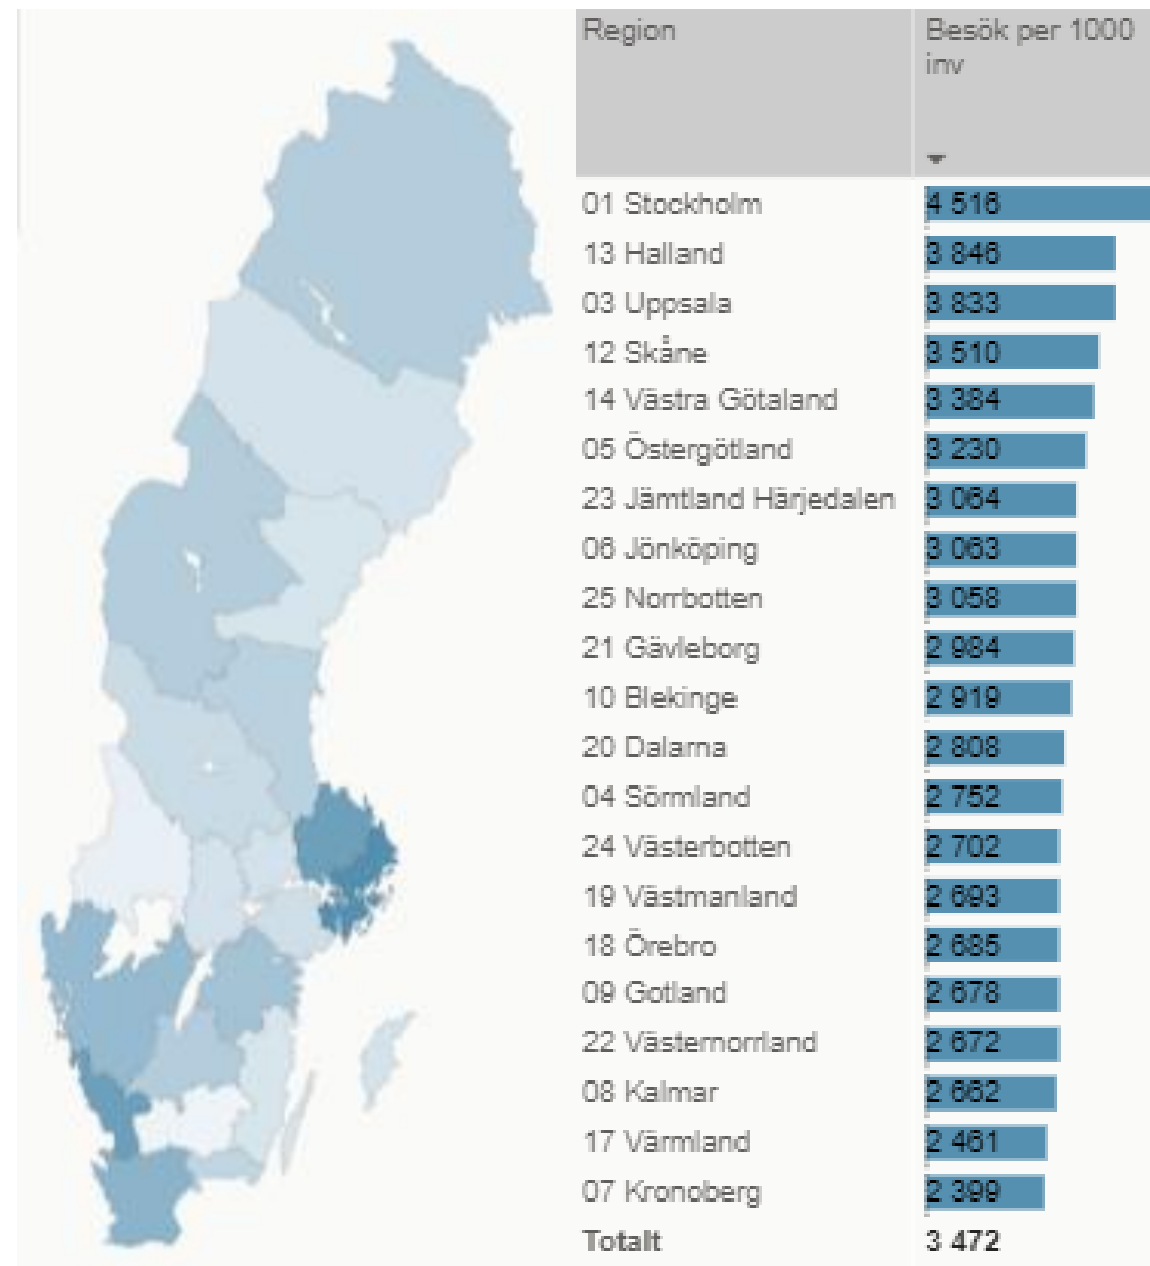 Region Besök per 1000
inv
01 Stockholm 4 516
13 Halland 3 846
03 Uppsala 3 833
12 Skåne 3 510
14 Västra Götaland 3 384
05 Östergötland 3 230
23 Jämtland Härjedalen 3 064
06 Jönköping 3 063
25 Norrbotten 3 058
21 Gävleborg 2 984
10 Blekinge 2 919
20 Dalarna 2 808
04 Sörmland 2 752
24 Västerbotten 2 702
19 Västmanland 2 693
18 Örebro 2 685
09 Gotland 2 678
22 Västernorrland 2 672
08 Kalmar 2 662
17 Värmland 2 461
07 Kronoberg 2 399
Totalt 3 472